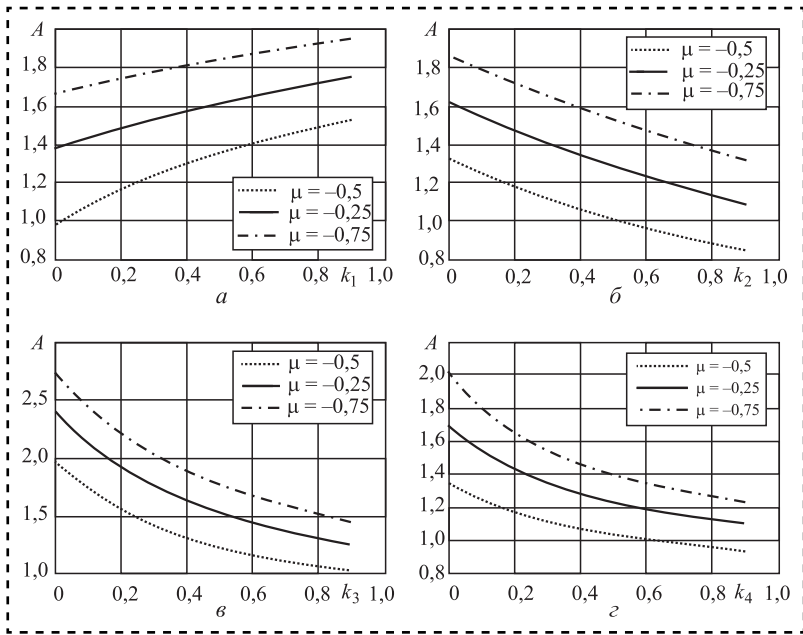 A
1,8
1,6
1,4
1,2
1,0
0,8
μ = –0,5
μ = –0,25
μ = –0,75
0 0,2 0,4 0,6 0,8 k1 1,0
а
A
1,8
1,6
1,4
1,2
1,0
0,8
μ = –0,5
μ = –0,25
μ = –0,75
0 0,2 0,4 0,6 0,8 k2 1,0
б
A
2,5
2,0
1,5
1,0
μ = –0,5
μ = –0,25
μ = –0,75
0 0,2 0,4 0,6 0,8 k3 1,0
в
A
2,0
1,8
1,6
1,4
1,2
1,0
0,8
μ = –0,5
μ = –0,25
μ = –0,75
0 0,2 0,4 0,6 0,8 k4 1,0
г